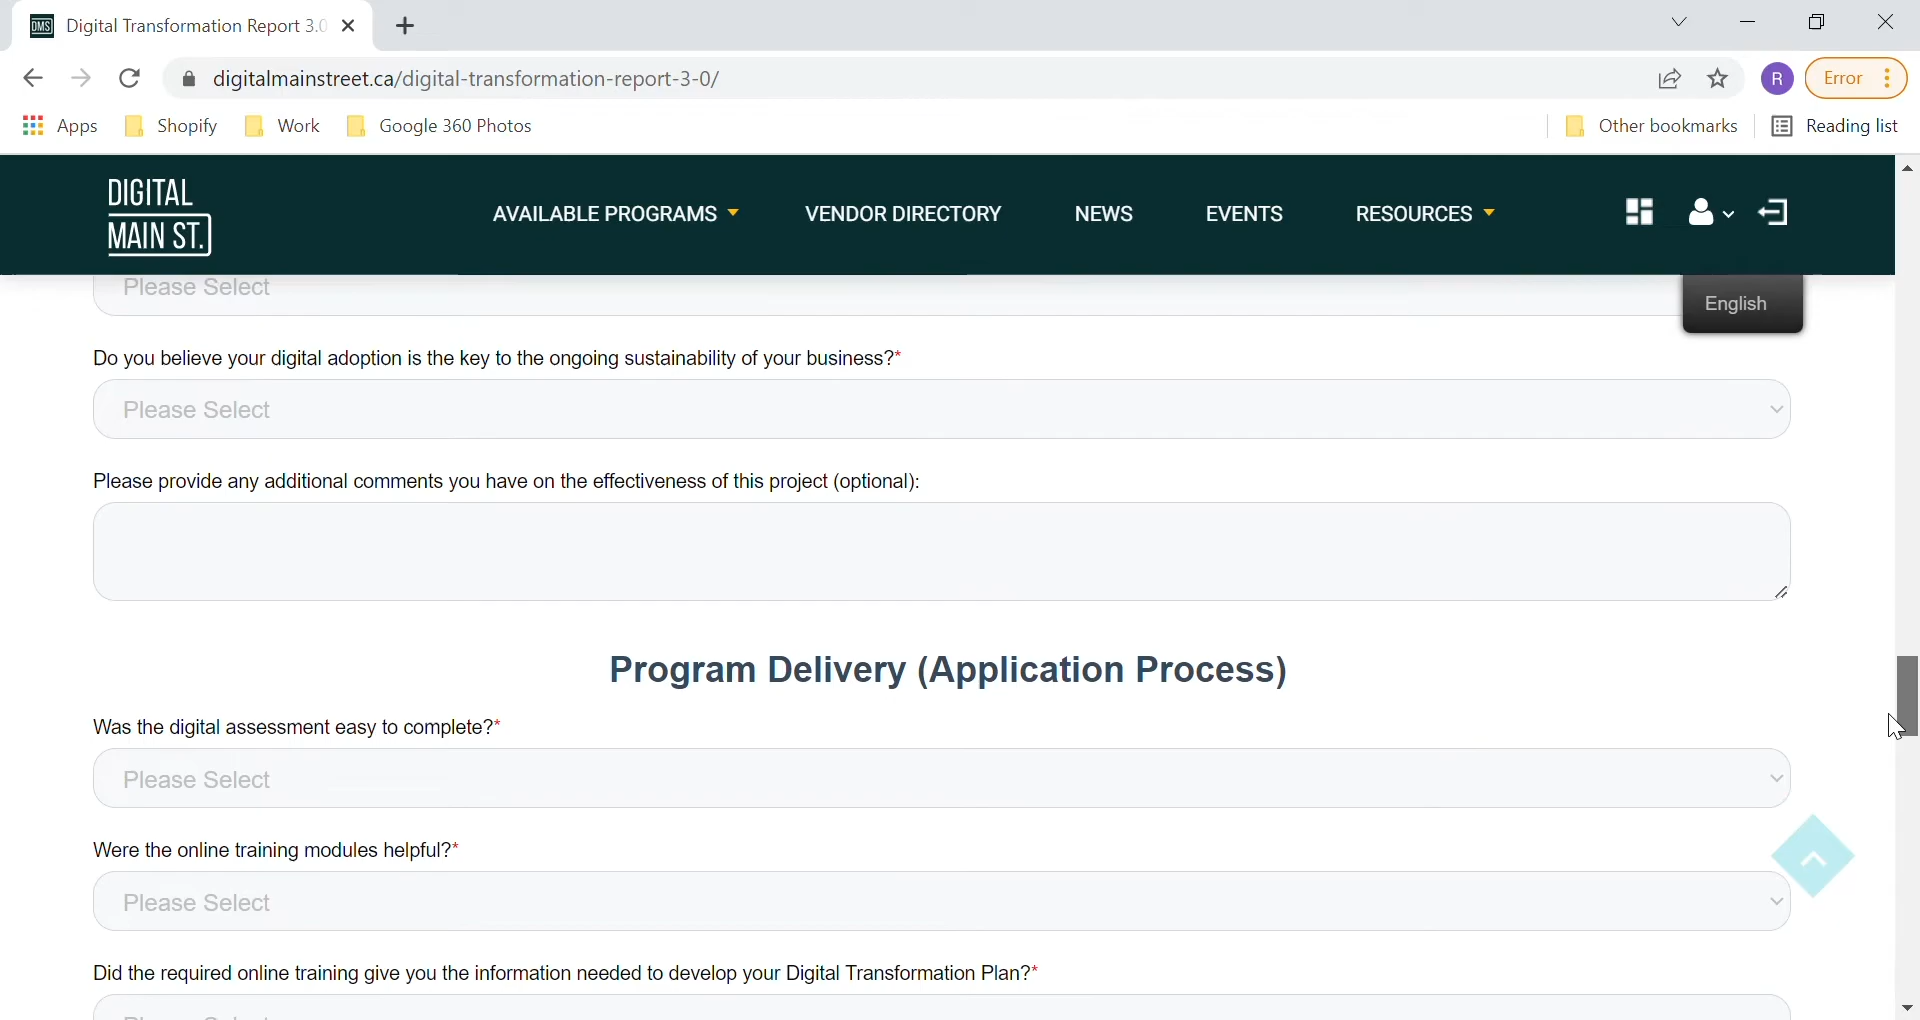 DMS Digital Transformation Report 3.0
digitalmainstreet.ca/digital-transformation-report-3-0/ R Error
Apps Shopify Work Google 360 Photos Other bookmarks Reading list
DIGITAL
MAIN ST.
AVAILABLE PROGRAMS VENDOR DIRECTORY NEWS EVENTS RESOURCES
Please Select
English
Do you believe your digital adoption is the key to the ongoing sustainability of your business?*
Please Select
Please provide any additional comments you have on the effectiveness of this project (optional):
Program Delivery (Application Process)
Was the digital assessment easy to complete?*
Please Select
Were the online training modules helpful?*
Please Select
Did the required online training give you the information needed to develop your Digital Transformation Plan?*